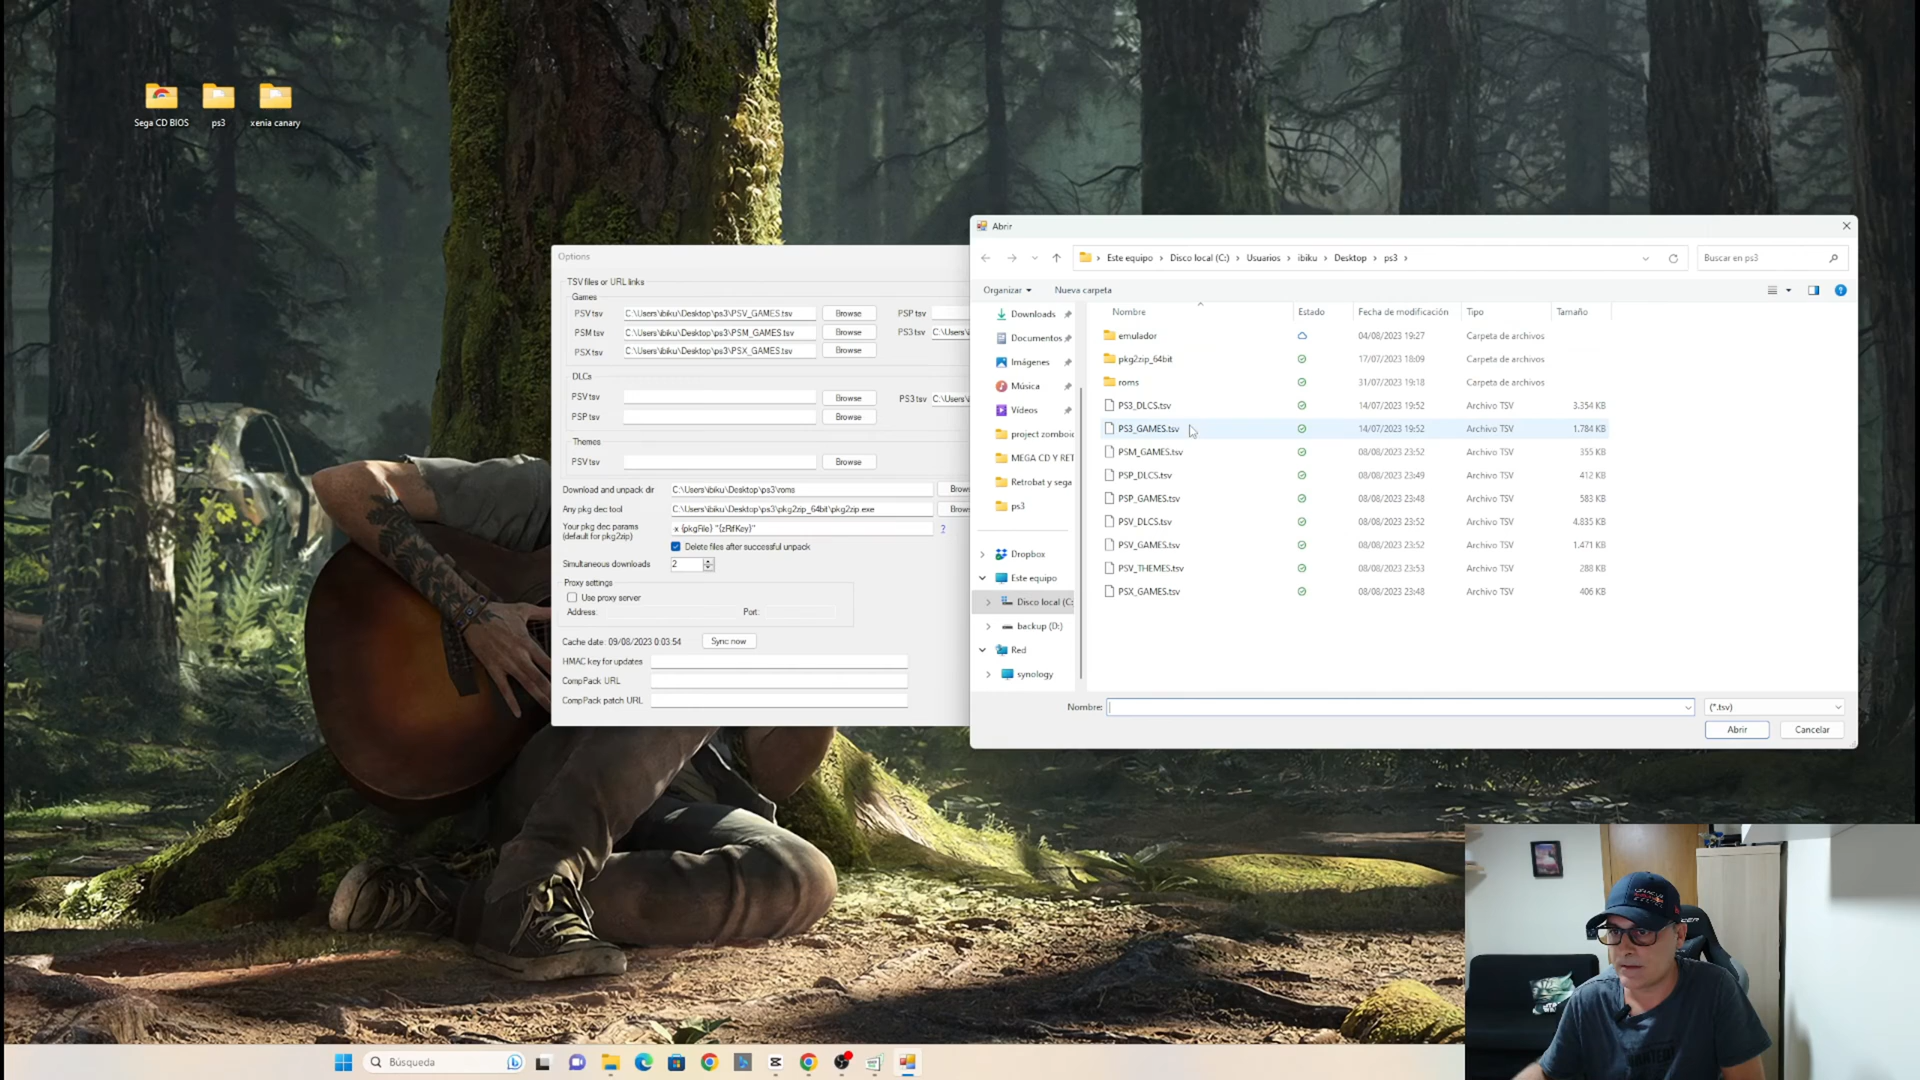 Sega CD BIOS
ps3
xenia canary
Options
TSV files or URL links
Games
PSV tsv C:\Users\ibiku\Desktop\ps3\PSV_GAMES.tsv Browse PSP tsv
PSM tsv C:\Users\ibiku\Desktop\ps3\PSM_GAMES.tsv Browse PS3 tsv C:\Users\i
PSX tsv C:\Users\ibiku\Desktop\ps3\PSX_GAMES.tsv Browse
DLCs
PSV tsv Browse PS3 tsv C:\Users\i
PSP tsv Browse
Themes
PSV tsv Browse
Download and unpack dir C:\Users\ibiku\Desktop\ps3\roms Brow
Any pkg dec tool C:\Users\ibiku\Desktop\ps3\pkg2zip_64bit\pkg2zip.exe Brow
Your pkg dec params
(default for pkg2zip)
-x {pkgFile} "{zRifKey}" ?
Delete files after successful unpack
Simultaneous downloads 2
Proxy settings
Use proxy server
Address: Port:
Cache date: 09/08/2023 0:03:54 Sync now
HMAC key for updates
CompPack URL
CompPack patch URL
Abrir
Este equipo > Disco local (C:) > Usuarios > ibiku > Desktop > ps3 >
Buscar en ps3
Organizar Nueva carpeta
Downloads
Documentos
Imágenes
Música
Vídeos
project zomboid
MEGA CD Y RET
Retrobat y sega
ps3
Dropbox
Este equipo
Disco local (C:
backup (D:)
Red
synology
Nombre Estado Fecha de modificación Tipo Tamaño
emulador 04/08/2023 19:27 Carpeta de archivos
pkg2zip_64bit 17/07/2023 18:09 Carpeta de archivos
roms 31/07/2023 19:18 Carpeta de archivos
PS3_DLCS.tsv 14/07/2023 19:52 Archivo TSV 3.354 KB
PS3_GAMES.tsv 14/07/2023 19:52 Archivo TSV 1.784 KB
PSM_GAMES.tsv 08/08/2023 23:52 Archivo TSV 355 KB
PSP_DLCS.tsv 08/08/2023 23:49 Archivo TSV 412 KB
PSP_GAMES.tsv 08/08/2023 23:48 Archivo TSV 583 KB
PSV_DLCS.tsv 08/08/2023 23:52 Archivo TSV 4.835 KB
PSV_GAMES.tsv 08/08/2023 23:52 Archivo TSV 1.471 KB
PSV_THEMES.tsv 08/08/2023 23:53 Archivo TSV 288 KB
PSX_GAMES.tsv 08/08/2023 23:48 Archivo TSV 406 KB
Nombre: (*.tsv)
Abrir Cancelar
Búsqueda